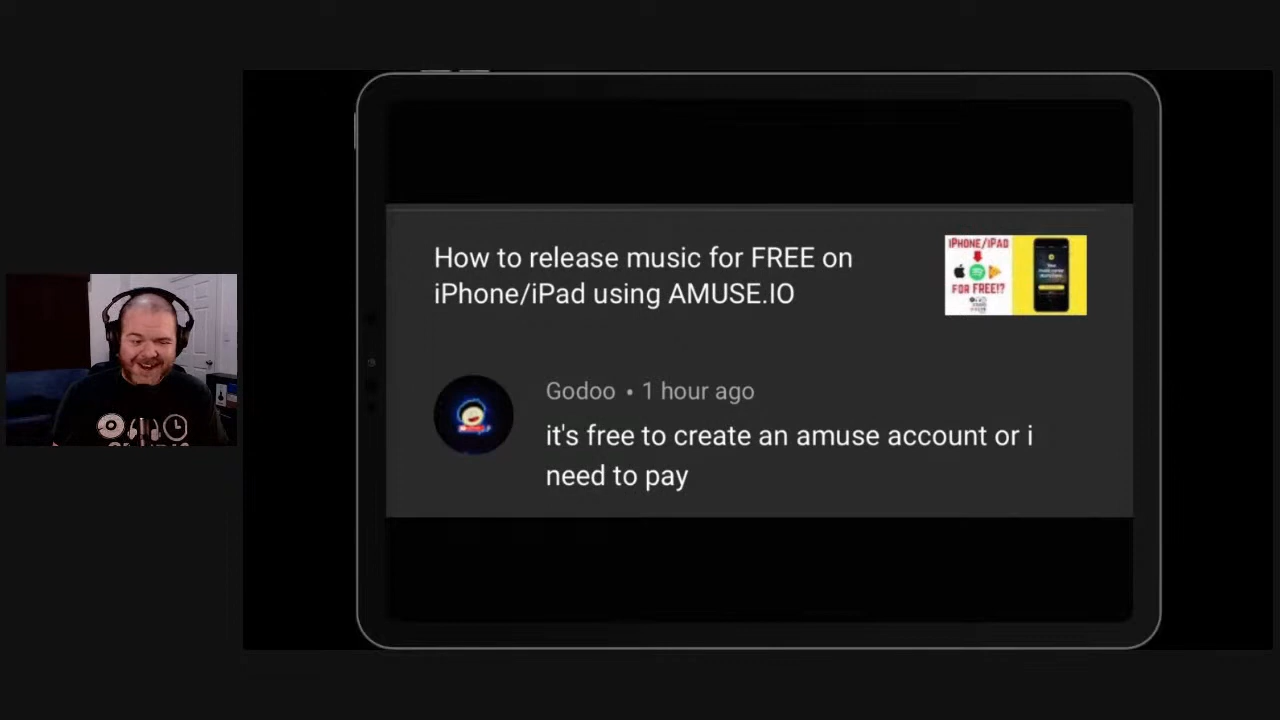 How to release music for FREE on
iPhone/iPad using AMUSE.IO
iPHONE/iPAD
FOR FREE!?
Godoo • 1 hour ago
it's free to create an amuse account or i
need to pay